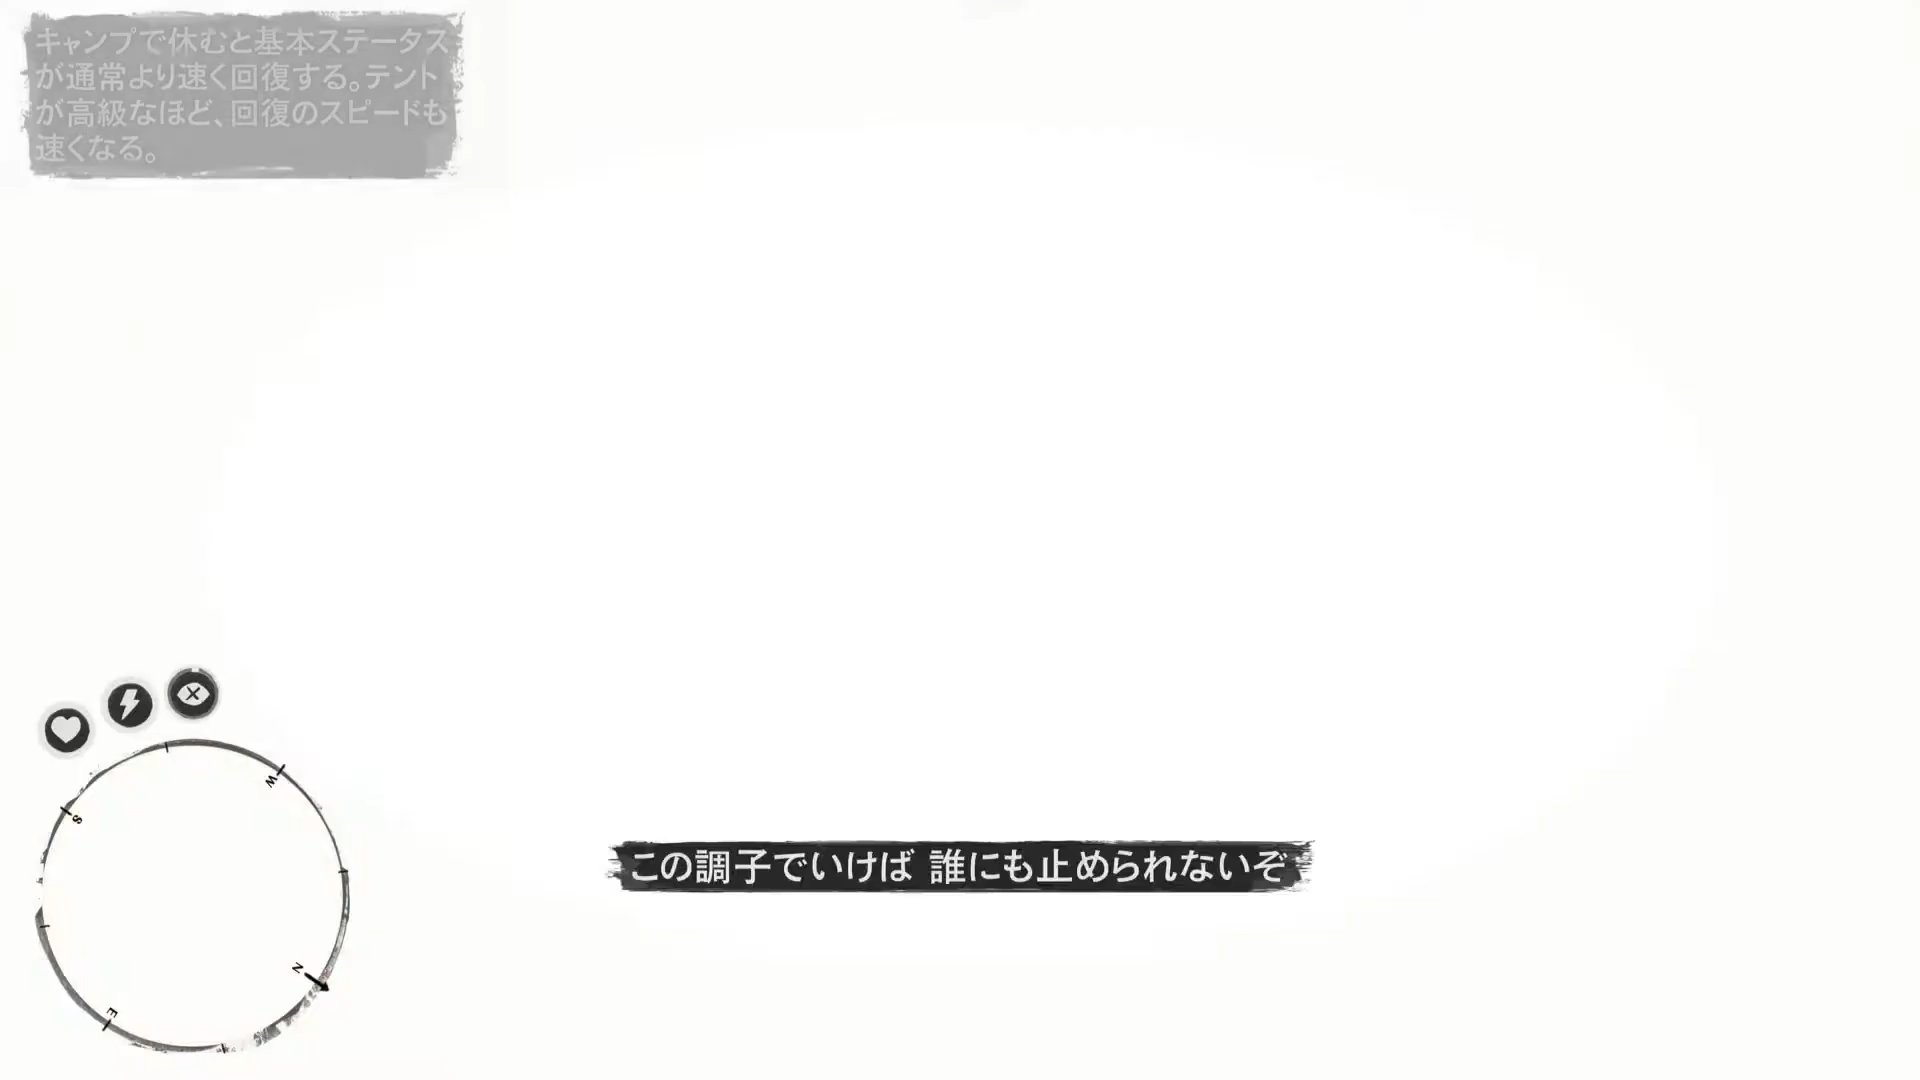 キャンプで休むと基本ステータス
が通常より速く回復する。テント
が高級なほど、回復のスピードも
速くなる。
W
S
N
E
この調子でいけば 誰にも止められないぞ